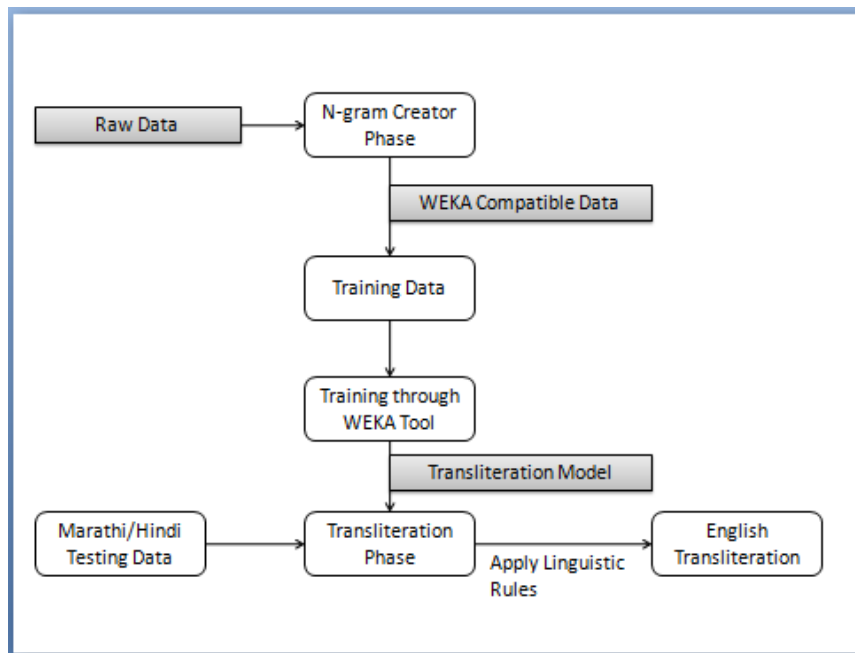 Raw Data
N-gram Creator
Phase
WEKA Compatible Data
Training Data
Training through
WEKA Tool
Transliteration Model
Marathi/Hindi
Testing Data
Transliteration
Phase
Apply Linguistic
Rules
English
Transliteration